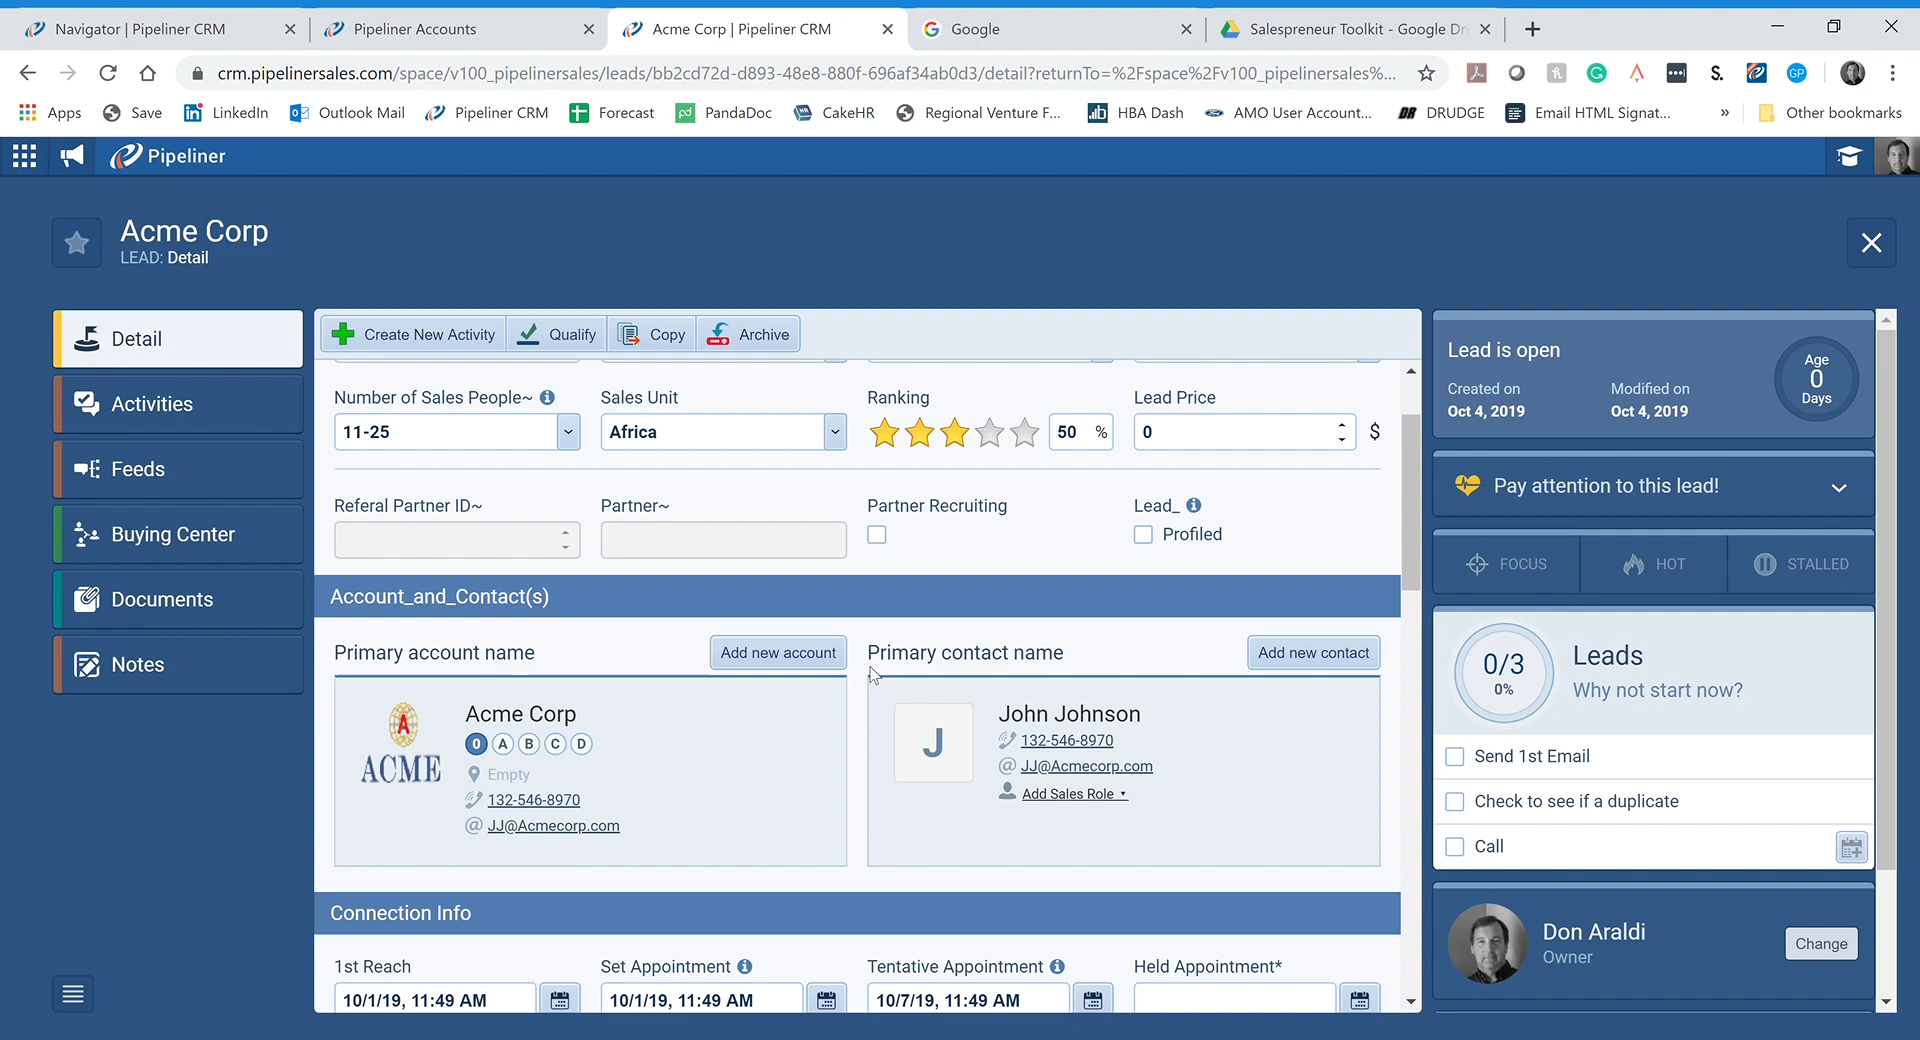 Navigator | Pipeliner CRM
Pipeliner Accounts
Acme Corp | Pipeliner CRM
Google
Salespreneur Toolkit - Google Dri
crm.pipelinersales.com/space/v100_pipelinersales/leads/bb2cd72d-d893-48e8-880f-696af34ab0d3/detail?returnTo=%2Fspace%2Fv100_pipelinersales%...
Apps
Save
LinkedIn
Outlook Mail
Pipeliner CRM
Forecast
PandaDoc
CakeHR
Regional Venture F...
HBA Dash
AMO User Account...
DRUDGE
Email HTML Signat...
»
Other bookmarks
Pipeliner
Acme Corp
LEAD: Detail
Detail
Activities
Feeds
Buying Center
Documents
Notes
Create New Activity
Qualify
Copy
Archive
Number of Sales People~
Sales Unit
Ranking
Lead Price
11-25
Africa
50 %
0
$
Referal Partner ID~
Partner~
Partner Recruiting
Lead_
Profiled
Account_and_Contact(s)
Primary account name
Add new account
Primary contact name
Add new contact
A
ACME
Acme Corp
0 A B C D
Empty
132-546-8970
JJ@Acmecorp.com
J
John Johnson
132-546-8970
JJ@Acmecorp.com
Add Sales Role
Connection Info
1st Reach
Set Appointment
Tentative Appointment
Held Appointment*
10/1/19, 11:49 AM
10/1/19, 11:49 AM
10/7/19, 11:49 AM
Lead is open
Created on
Oct 4, 2019
Modified on
Oct 4, 2019
Age
0
Days
Pay attention to this lead!
FOCUS
HOT
STALLED
0/3
0%
Leads
Why not start now?
Send 1st Email
Check to see if a duplicate
Call
Don Araldi
Owner
Change